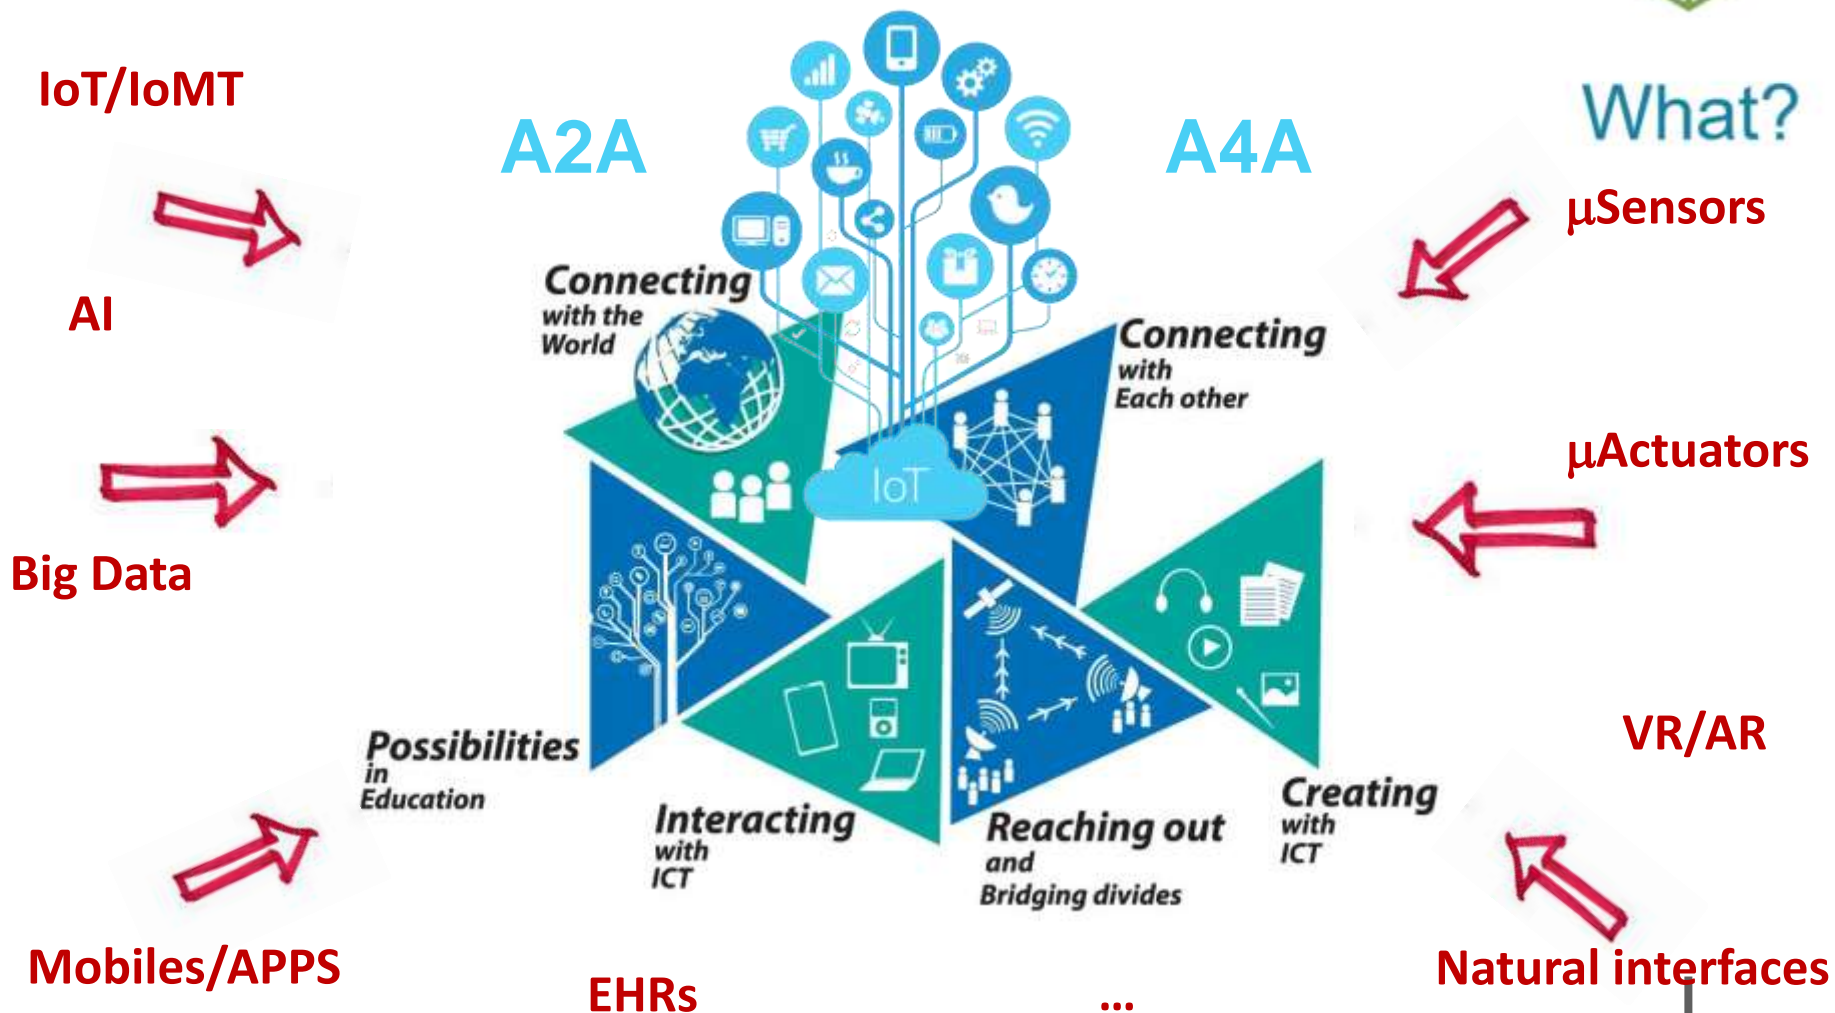 IoT/IoMT
A2A
A4A
What?
μSensors
AI
Connecting
with the
World
Connecting
with
Each other
IoT
μActuators
Big Data
Possibilities
in
Education
Interacting
with
ICT
Reaching out
and
Bridging divides
Creating
with
ICT
VR/AR
Mobiles/APPS
EHRs
...
Natural interfaces